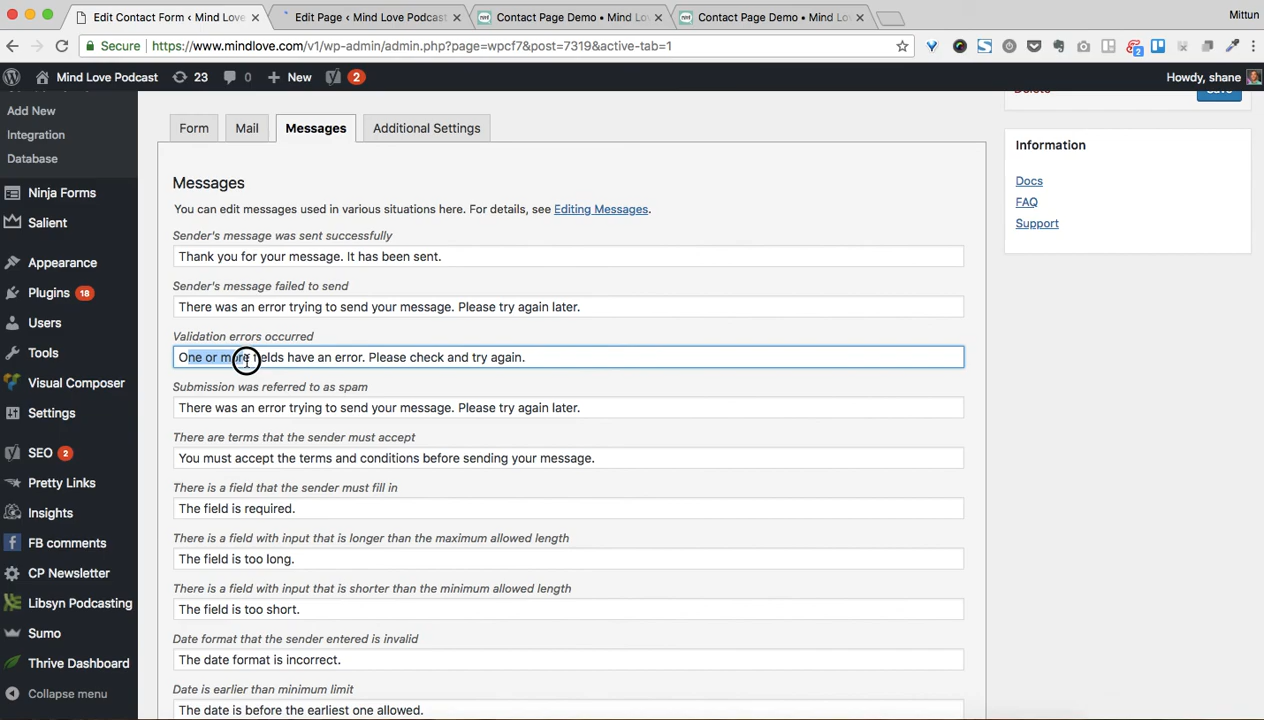 Edit Contact Form ‹ Mind Lov
Edit Page ‹ Mind Love Podcast
Contact Page Demo • Mind Lo
Contact Page Demo • Mind Lo
Mittun
Secure
https://www.mindlove.com/v1/wp-admin/admin.php?page=wpcf7&post=7319&active-tab=1
2
Mind Love Podcast
23
0
New
2
Howdy, shane
Add New
Integration
Database
Ninja Forms
Salient
Appearance
Plugins 18
Users
Tools
Visual Composer
Settings
SEO 2
Pretty Links
Insights
FB comments
CP Newsletter
Libsyn Podcasting
Sumo
Thrive Dashboard
Collapse menu
Form
Mail
Messages
Additional Settings
Messages
You can edit messages used in various situations here. For details, see Editing Messages.
Sender's message was sent successfully
Thank you for your message. It has been sent.
Sender's message failed to send
There was an error trying to send your message. Please try again later.
Validation errors occurred
One or more fields have an error. Please check and try again.
Submission was referred to as spam
There was an error trying to send your message. Please try again later.
There are terms that the sender must accept
You must accept the terms and conditions before sending your message.
There is a field that the sender must fill in
The field is required.
There is a field with input that is longer than the maximum allowed length
The field is too long.
There is a field with input that is shorter than the minimum allowed length
The field is too short.
Date format that the sender entered is invalid
The date format is incorrect.
Date is earlier than minimum limit
The date is before the earliest one allowed.
Delete
Save
Information
Docs
FAQ
Support